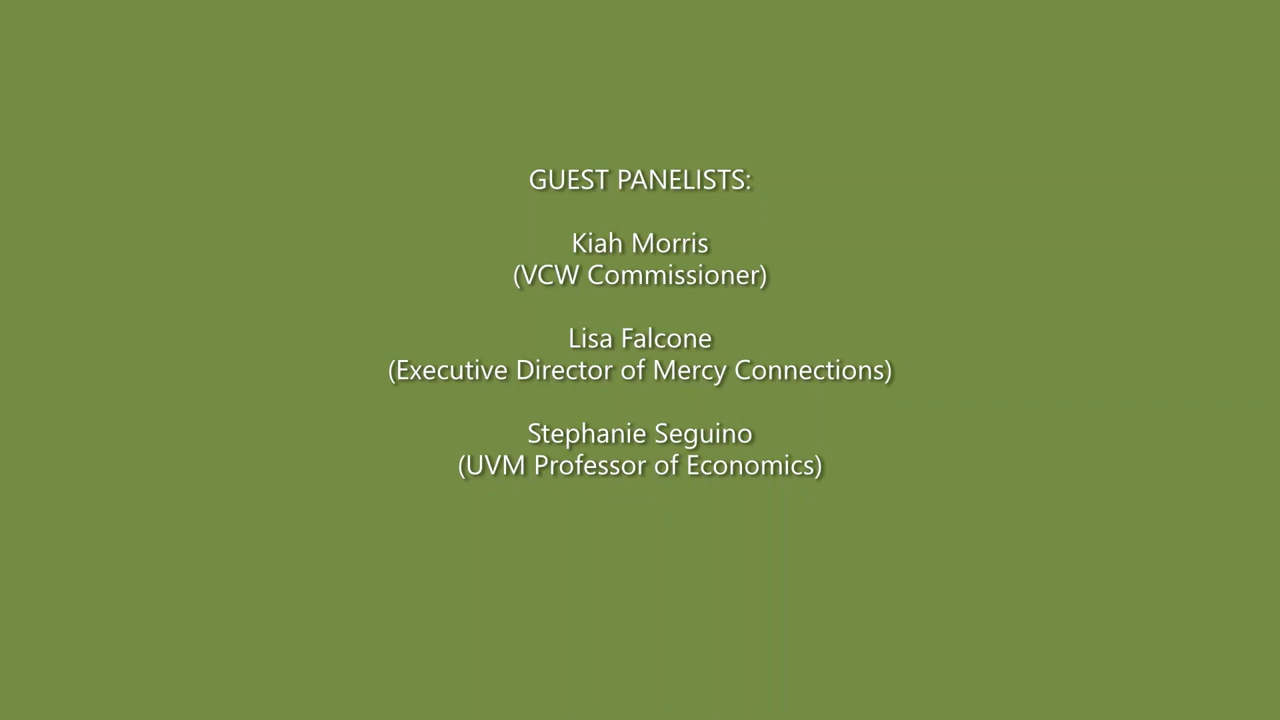 GUEST PANELISTS:
Kiah Morris
(VCW Commissioner)
Lisa Falcone
(Executive Director of Mercy Connections)
Stephanie Seguino
(UVM Professor of Economics)